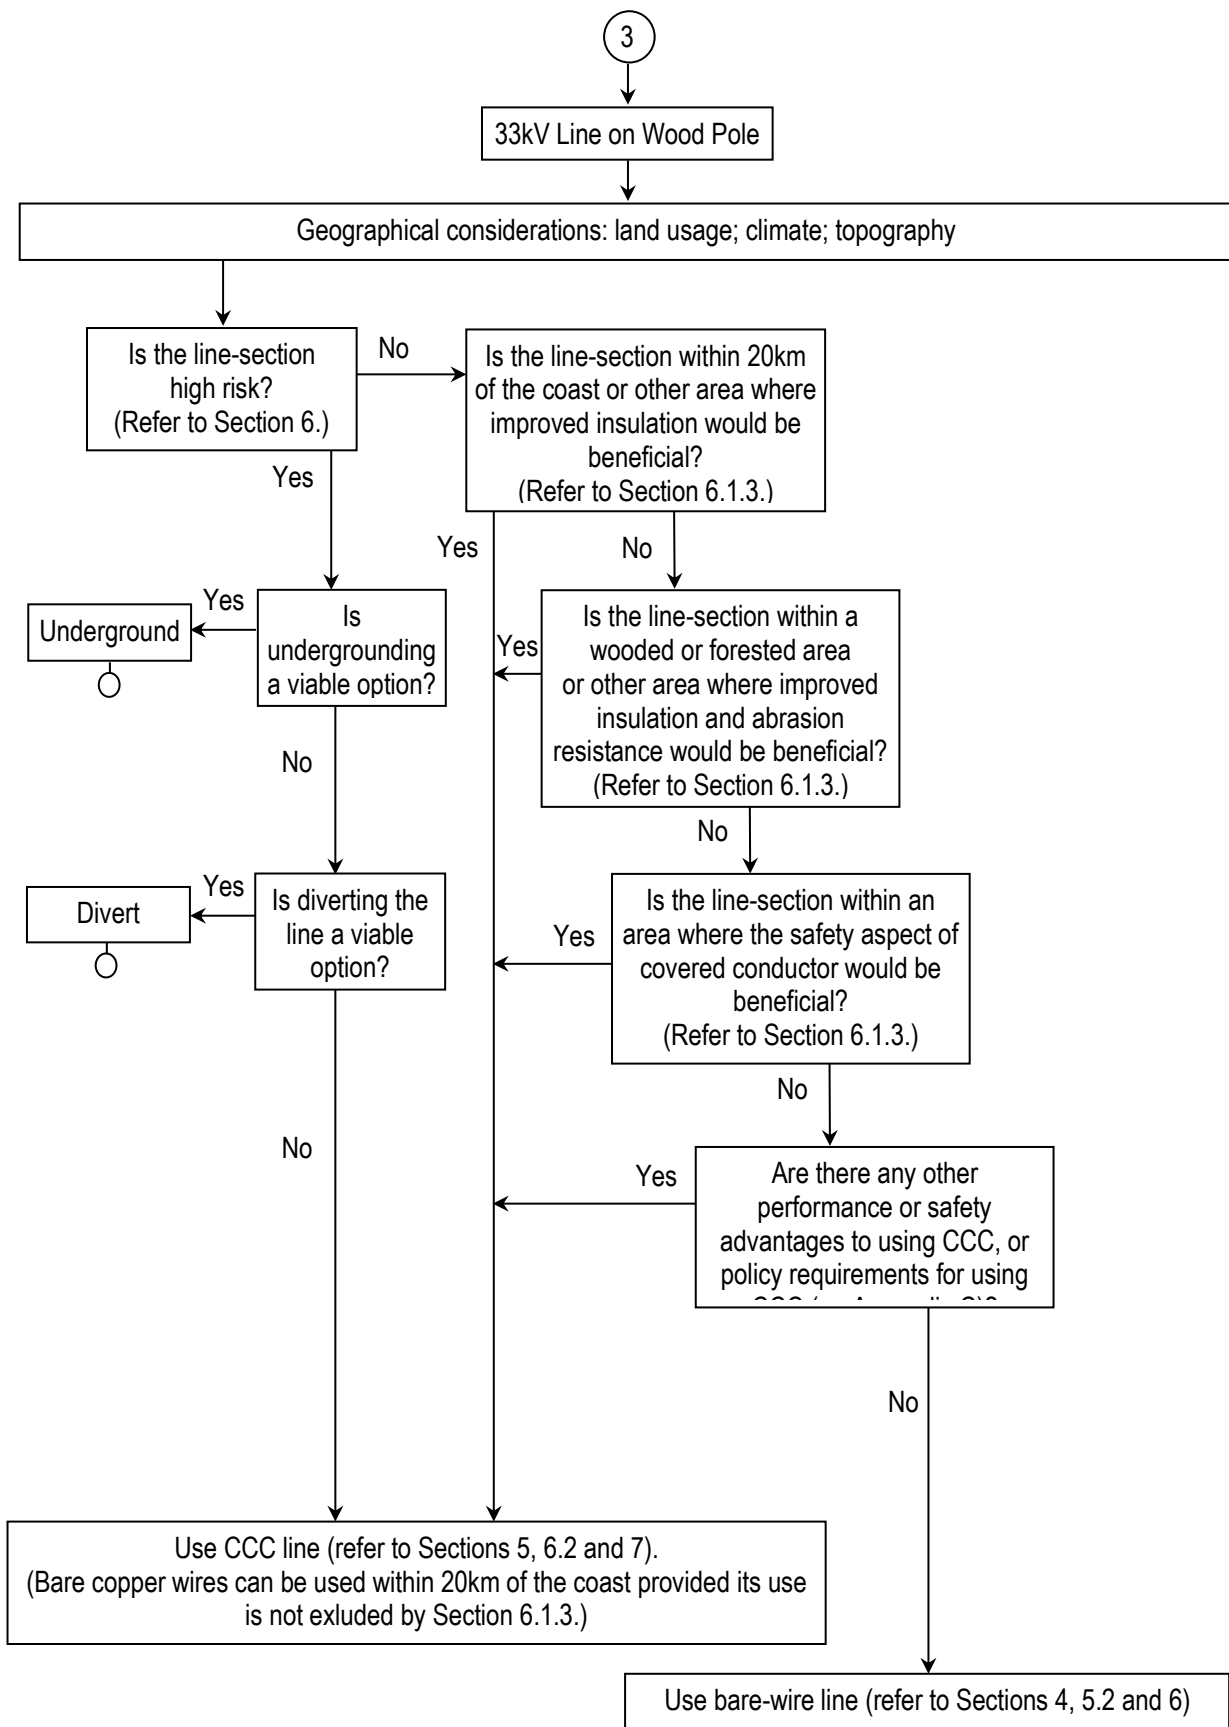 3
33kV Line on Wood Pole
Geographical considerations: land usage; climate; topography
Is the line-section
high risk?
(Refer to Section 6.)
No
Is the line-section within 20km
of the coast or other area where
improved insulation would be
beneficial?
(Refer to Section 6.1.3.)
Yes
Yes
No
Underground
Yes
Is
undergrounding
a viable option?
Yes
Is the line-section within a
wooded or forested area
or other area where improved
insulation and abrasion
resistance would be beneficial?
(Refer to Section 6.1.3.)
No
No
Divert
Yes
Is diverting the
line a viable
option?
Yes
Is the line-section within an
area where the safety aspect of
covered conductor would be
beneficial?
(Refer to Section 6.1.3.)
No
No
Yes
Are there any other
performance or safety
advantages to using CCC, or
policy requirements for using
No
Use CCC line (refer to Sections 5, 6.2 and 7).
(Bare copper wires can be used within 20km of the coast provided its use
is not exluded by Section 6.1.3.)
Use bare-wire line (refer to Sections 4, 5.2 and 6)